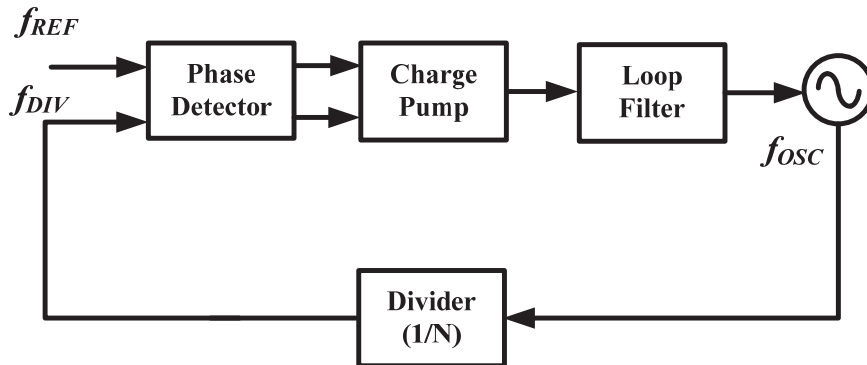 fREF
fDIV
Phase
Detector
Charge
Pump
Loop
Filter
fOSC
Divider
(1/N)